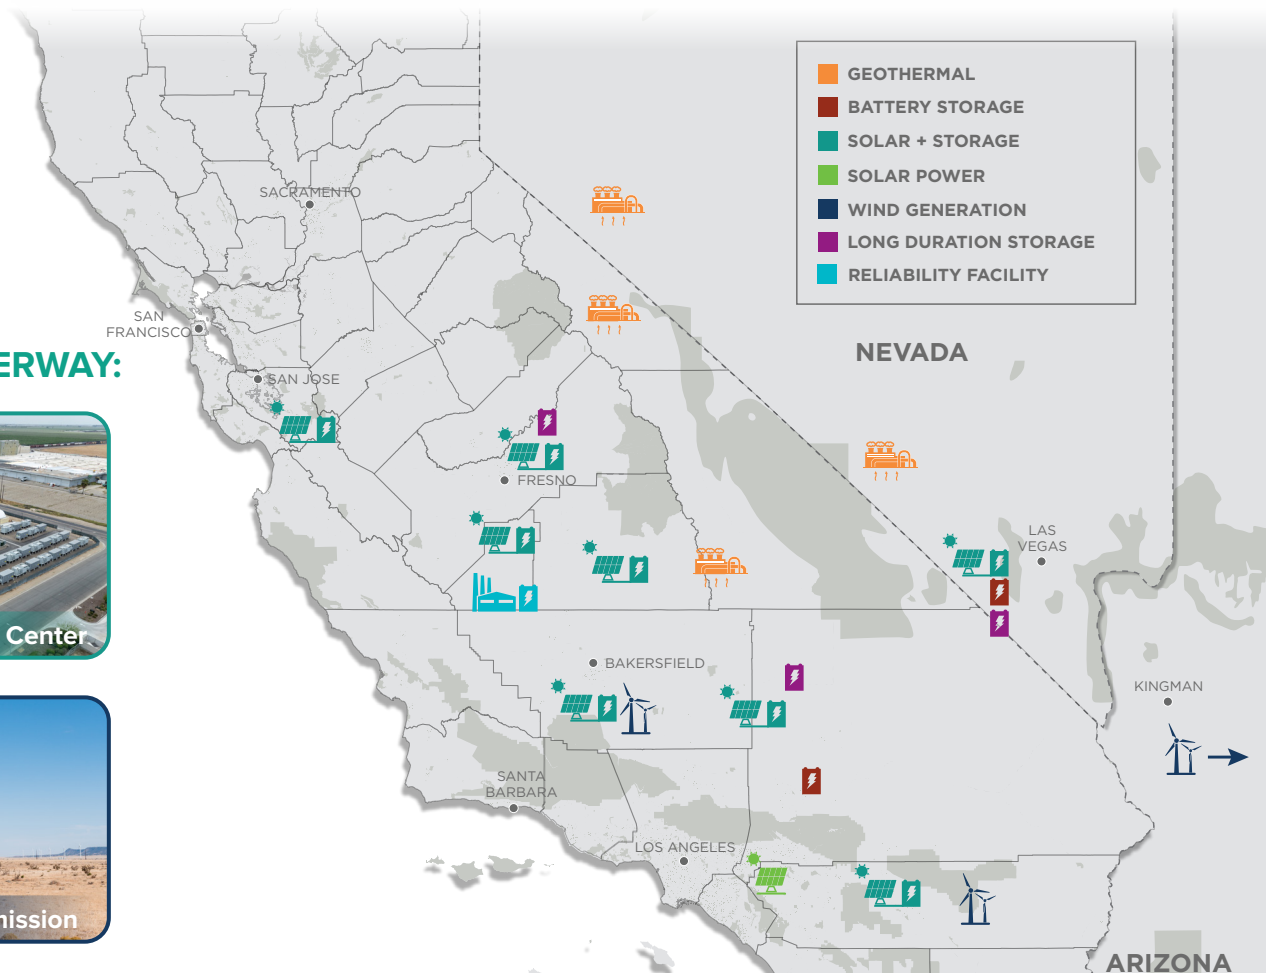 GEOTHERMAL
BATTERY STORAGE
SOLAR + STORAGE
SOLAR POWER
WIND GENERATION
LONG DURATION STORAGE
RELIABILITY FACILITY
SACRAMENTO
SAN
FRANCISCO
NEVADA
ERWAY:
SAN JOSE
FRESNO
LAS
VEGAS
Center
BAKERSFIELD
KINGMAN
SANTA
BARBARA
LOS ANGELES
nission
ARIZONA